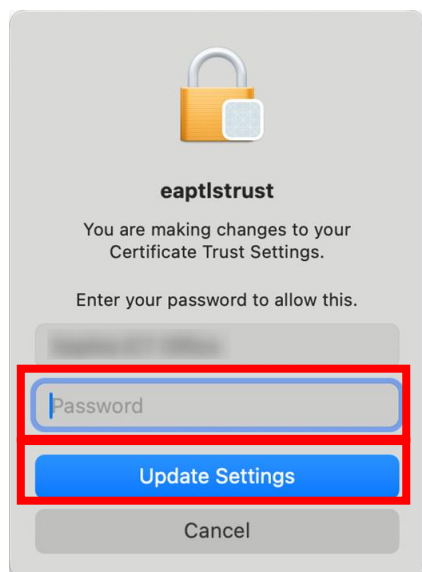 eaptlstrust
You are making changes to your
Certificate Trust Settings.
Enter your password to allow this.
Password
Update Settings
Cancel